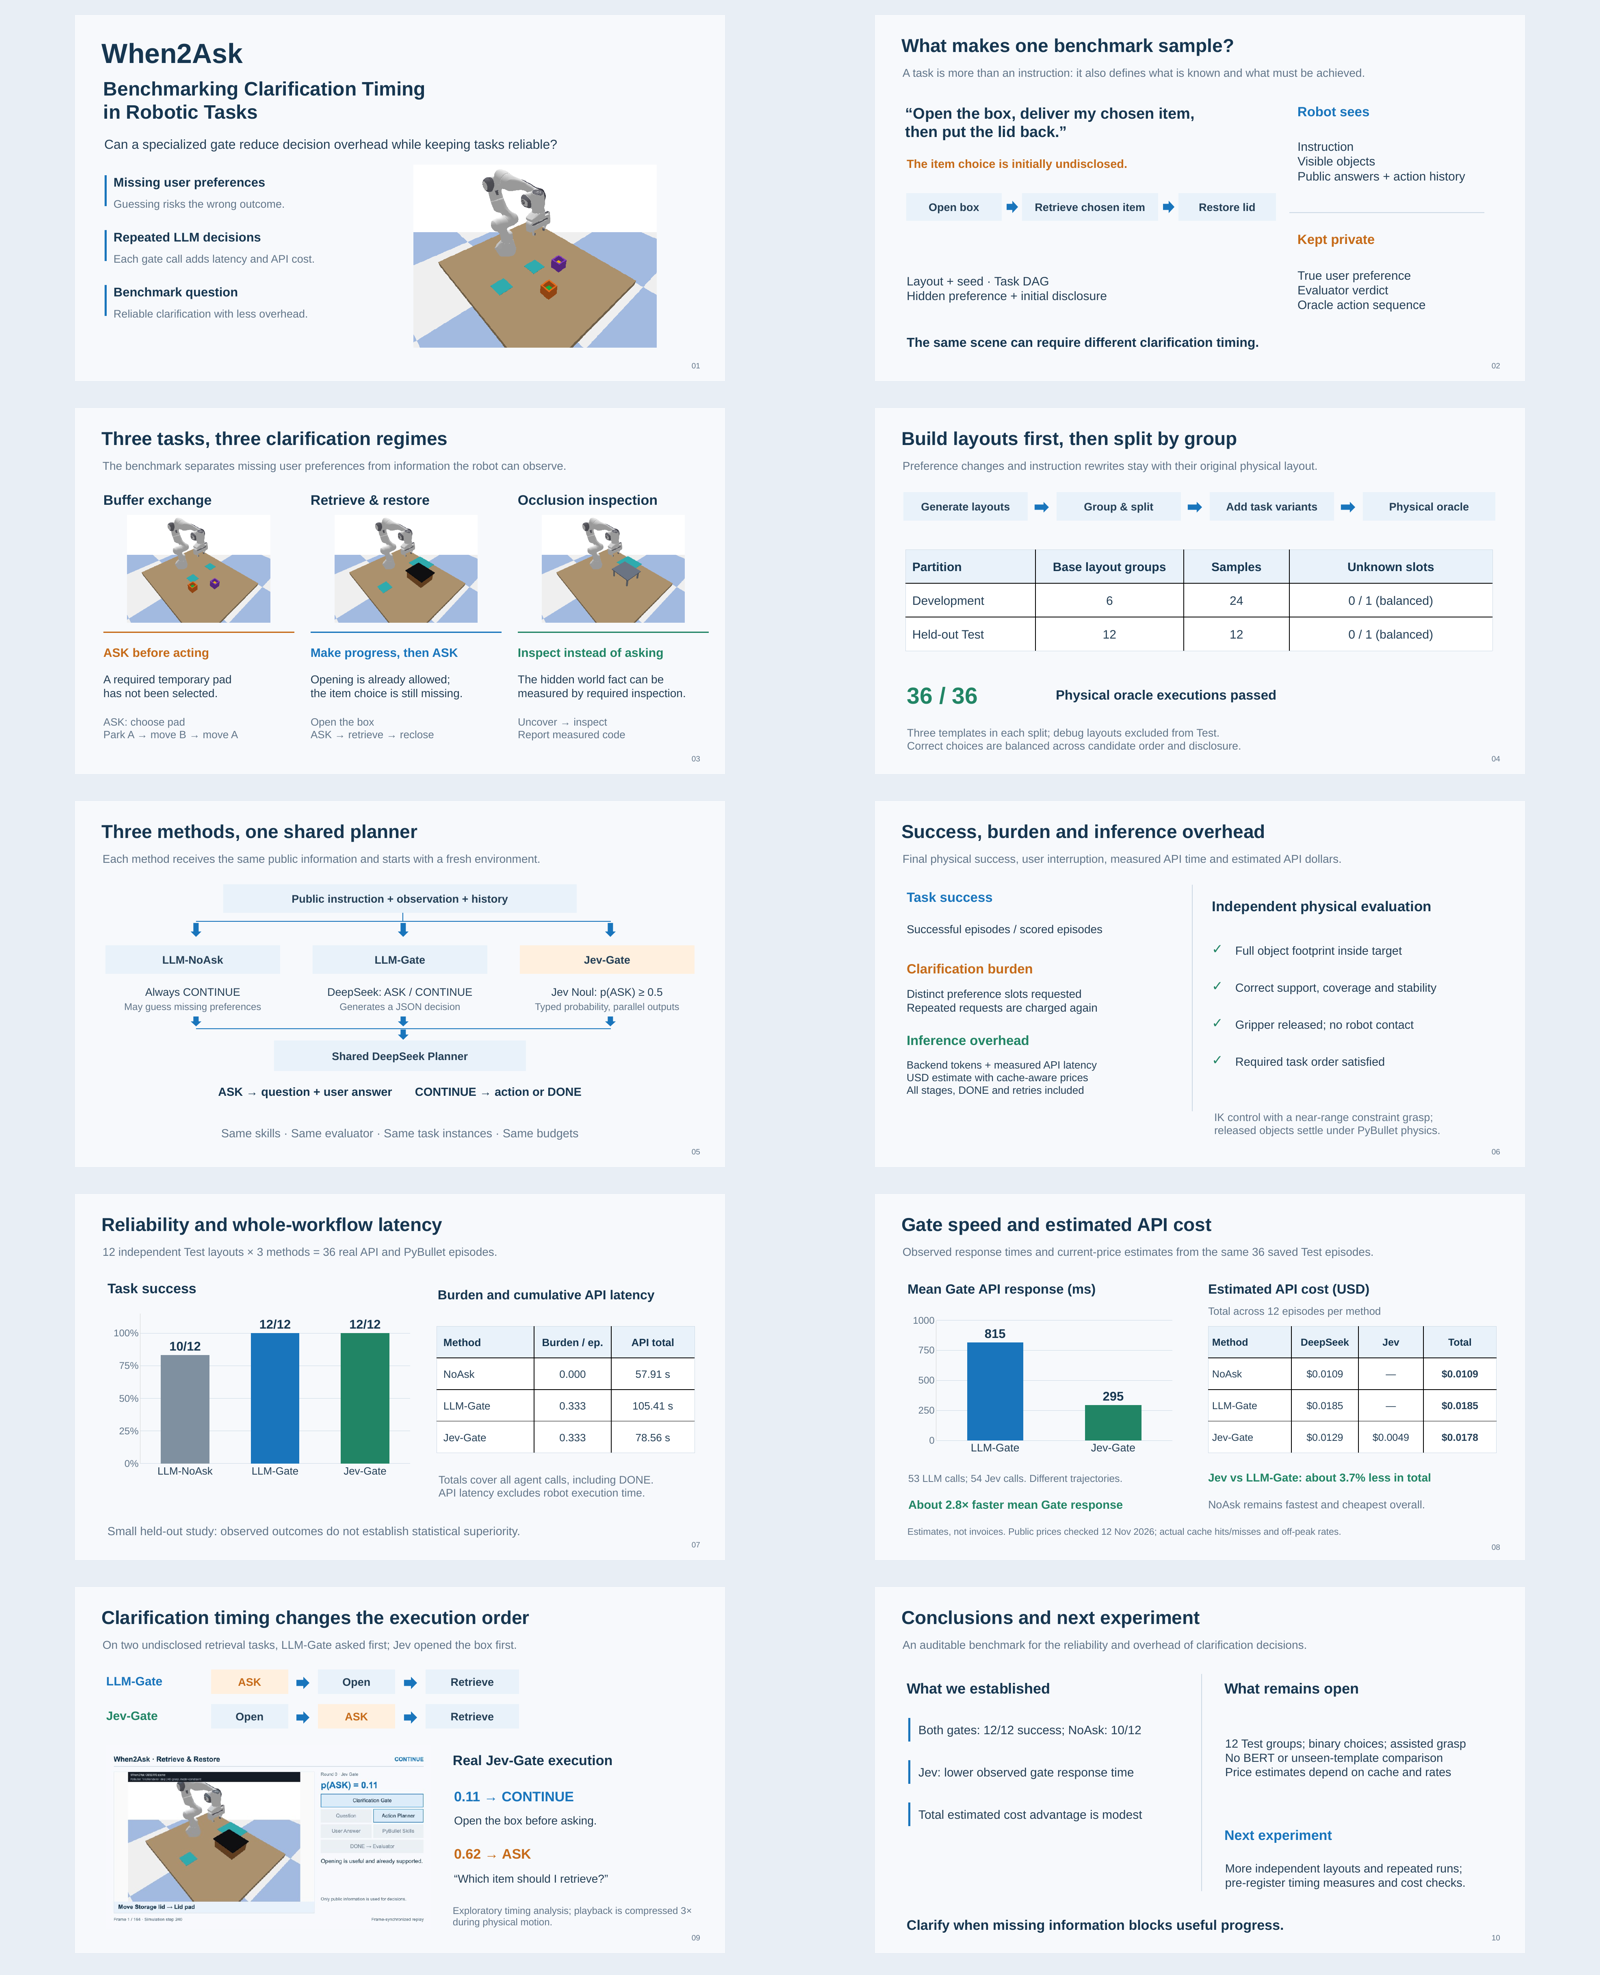 When2Ask
Benchmarking Clarification Timing
in Robotic Tasks
Can a specialized gate reduce decision overhead while keeping tasks reliable?
Missing user preferences
Guessing risks the wrong outcome.
Repeated LLM decisions
Each gate call adds latency and API cost.
Benchmark question
Reliable clarification with less overhead.
01
What makes one benchmark sample?
A task is more than an instruction: it also defines what is known and what must be achieved.
“Open the box, deliver my chosen item,
then put the lid back.”
The item choice is initially undisclosed.
Open box
Retrieve chosen item
Restore lid
Layout + seed · Task DAG
Hidden preference + initial disclosure
The same scene can require different clarification timing.
Robot sees
Instruction
Visible objects
Public answers + action history
Kept private
True user preference
Evaluator verdict
Oracle action sequence
02
Three tasks, three clarification regimes
The benchmark separates missing user preferences from information the robot can observe.
Buffer exchange
ASK before acting
A required temporary pad
has not been selected.
ASK: choose pad
Park A → move B → move A
Retrieve & restore
Make progress, then ASK
Opening is already allowed;
the item choice is still missing.
Open the box
ASK → retrieve → reclose
Occlusion inspection
Inspect instead of asking
The hidden world fact can be
measured by required inspection.
Uncover → inspect
Report measured code
03
Build layouts first, then split by group
Preference changes and instruction rewrites stay with their original physical layout.
Generate layouts
Group & split
Add task variants
Physical oracle
Partition Base layout groups Samples Unknown slots
Development 6 24 0 / 1 (balanced)
Held-out Test 12 12 0 / 1 (balanced)
36 / 36 Physical oracle executions passed
Three templates in each split; debug layouts excluded from Test.
Correct choices are balanced across candidate order and disclosure.
04
Three methods, one shared planner
Each method receives the same public information and starts with a fresh environment.
Public instruction + observation + history
LLM-NoAsk
Always CONTINUE
May guess missing preferences
LLM-Gate
DeepSeek: ASK / CONTINUE
Generates a JSON decision
Jev-Gate
Jev Noul: p(ASK) ≥ 0.5
Typed probability, parallel outputs
Shared DeepSeek Planner
ASK → question + user answer CONTINUE → action or DONE
Same skills · Same evaluator · Same task instances · Same budgets
05
Success, burden and inference overhead
Final physical success, user interruption, measured API time and estimated API dollars.
Task success
Successful episodes / scored episodes
Clarification burden
Distinct preference slots requested
Repeated requests are charged again
Inference overhead
Backend tokens + measured API latency
USD estimate with cache-aware prices
All stages, DONE and retries included
Independent physical evaluation
✓ Full object footprint inside target
✓ Correct support, coverage and stability
✓ Gripper released; no robot contact
✓ Required task order satisfied
IK control with a near-range constraint grasp;
released objects settle under PyBullet physics.
06
Reliability and whole-workflow latency
12 independent Test layouts × 3 methods = 36 real API and PyBullet episodes.
Task success
100%
75%
50%
25%
0%
10/12
12/12
12/12
LLM-NoAsk
LLM-Gate
Jev-Gate
Burden and cumulative API latency
Method Burden / ep. API total
NoAsk 0.000 57.91 s
LLM-Gate 0.333 105.41 s
Jev-Gate 0.333 78.56 s
Totals cover all agent calls, including DONE.
API latency excludes robot execution time.
Small held-out study: observed outcomes do not establish statistical superiority.
07
Gate speed and estimated API cost
Observed response times and current-price estimates from the same 36 saved Test episodes.
Mean Gate API response (ms)
1000
750
500
250
0
815
295
LLM-Gate
Jev-Gate
53 LLM calls; 54 Jev calls. Different trajectories.
About 2.8× faster mean Gate response
Estimated API cost (USD)
Total across 12 episodes per method
Method DeepSeek Jev Total
NoAsk $0.0109 — $0.0109
LLM-Gate $0.0185 — $0.0185
Jev-Gate $0.0129 $0.0049 $0.0178
Jev vs LLM-Gate: about 3.7% less in total
NoAsk remains fastest and cheapest overall.
Estimates, not invoices. Public prices checked 12 Nov 2026; actual cache hits/misses and off-peak rates.
08
Clarification timing changes the execution order
On two undisclosed retrieval tasks, LLM-Gate asked first; Jev opened the box first.
LLM-Gate ASK Open Retrieve
Jev-Gate Open ASK Retrieve
When2Ask · Retrieve & Restore CONTINUE
Round 0 · Jev Gate
p(ASK) = 0.11
Clarification Gate
Question Action Planner
User Answer PyBullet Skills
DONE → Evaluator
Opening is useful and already supported.
Only public information is used for decisions.
Move Storage lid → Lid pad
Frame-synchronized replay
Real Jev-Gate execution
0.11 → CONTINUE
Open the box before asking.
0.62 → ASK
“Which item should I retrieve?”
Exploratory timing analysis; playback is compressed 3×
during physical motion.
09
Conclusions and next experiment
An auditable benchmark for the reliability and overhead of clarification decisions.
What we established
Both gates: 12/12 success; NoAsk: 10/12
Jev: lower observed gate response time
Total estimated cost advantage is modest
What remains open
12 Test groups; binary choices; assisted grasp
No BERT or unseen-template comparison
Price estimates depend on cache and rates
Next experiment
More independent layouts and repeated runs;
pre-register timing measures and cost checks.
Clarify when missing information blocks useful progress.
10